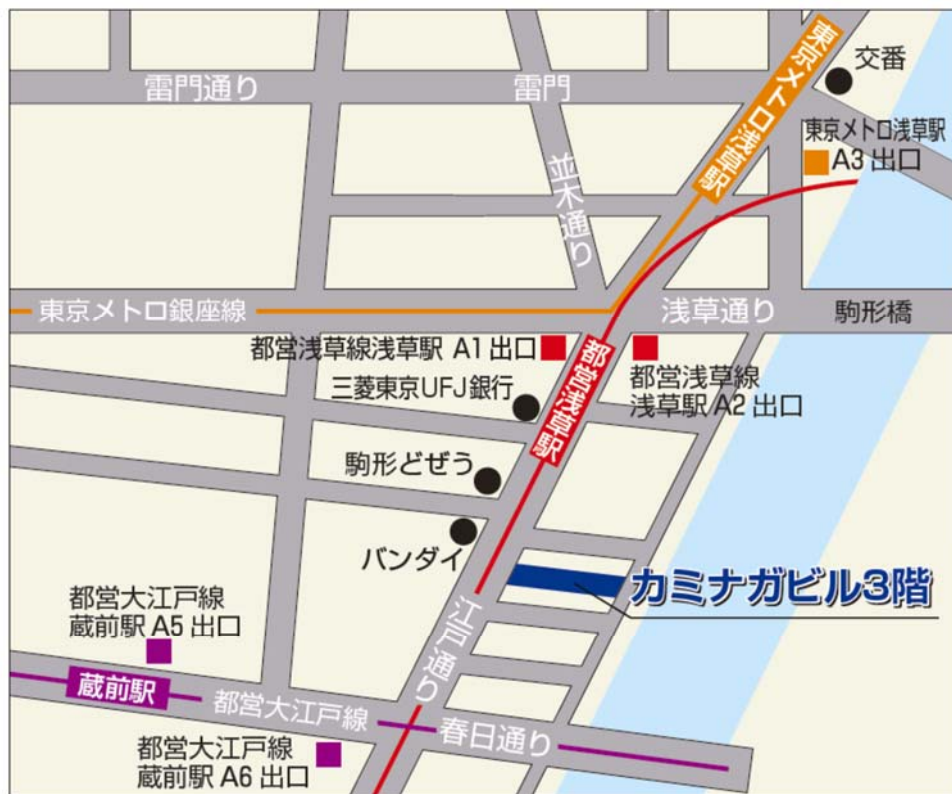 雷門通り
雷門
東京メトロ浅草駅
交番
東京メトロ浅草駅
A3 出口
並木通り
東京メトロ銀座線
浅草通り
駒形橋
都営浅草線浅草駅 A1 出口
都営浅草駅
都営浅草線
浅草駅 A2 出口
三菱東京UFJ銀行
駒形どぜう
バンダイ
カミナガビル3階
江戸通り
都営大江戸線
蔵前駅 A5 出口
蔵前駅
都営大江戸線
春日通り
都営大江戸線
蔵前駅 A6 出口